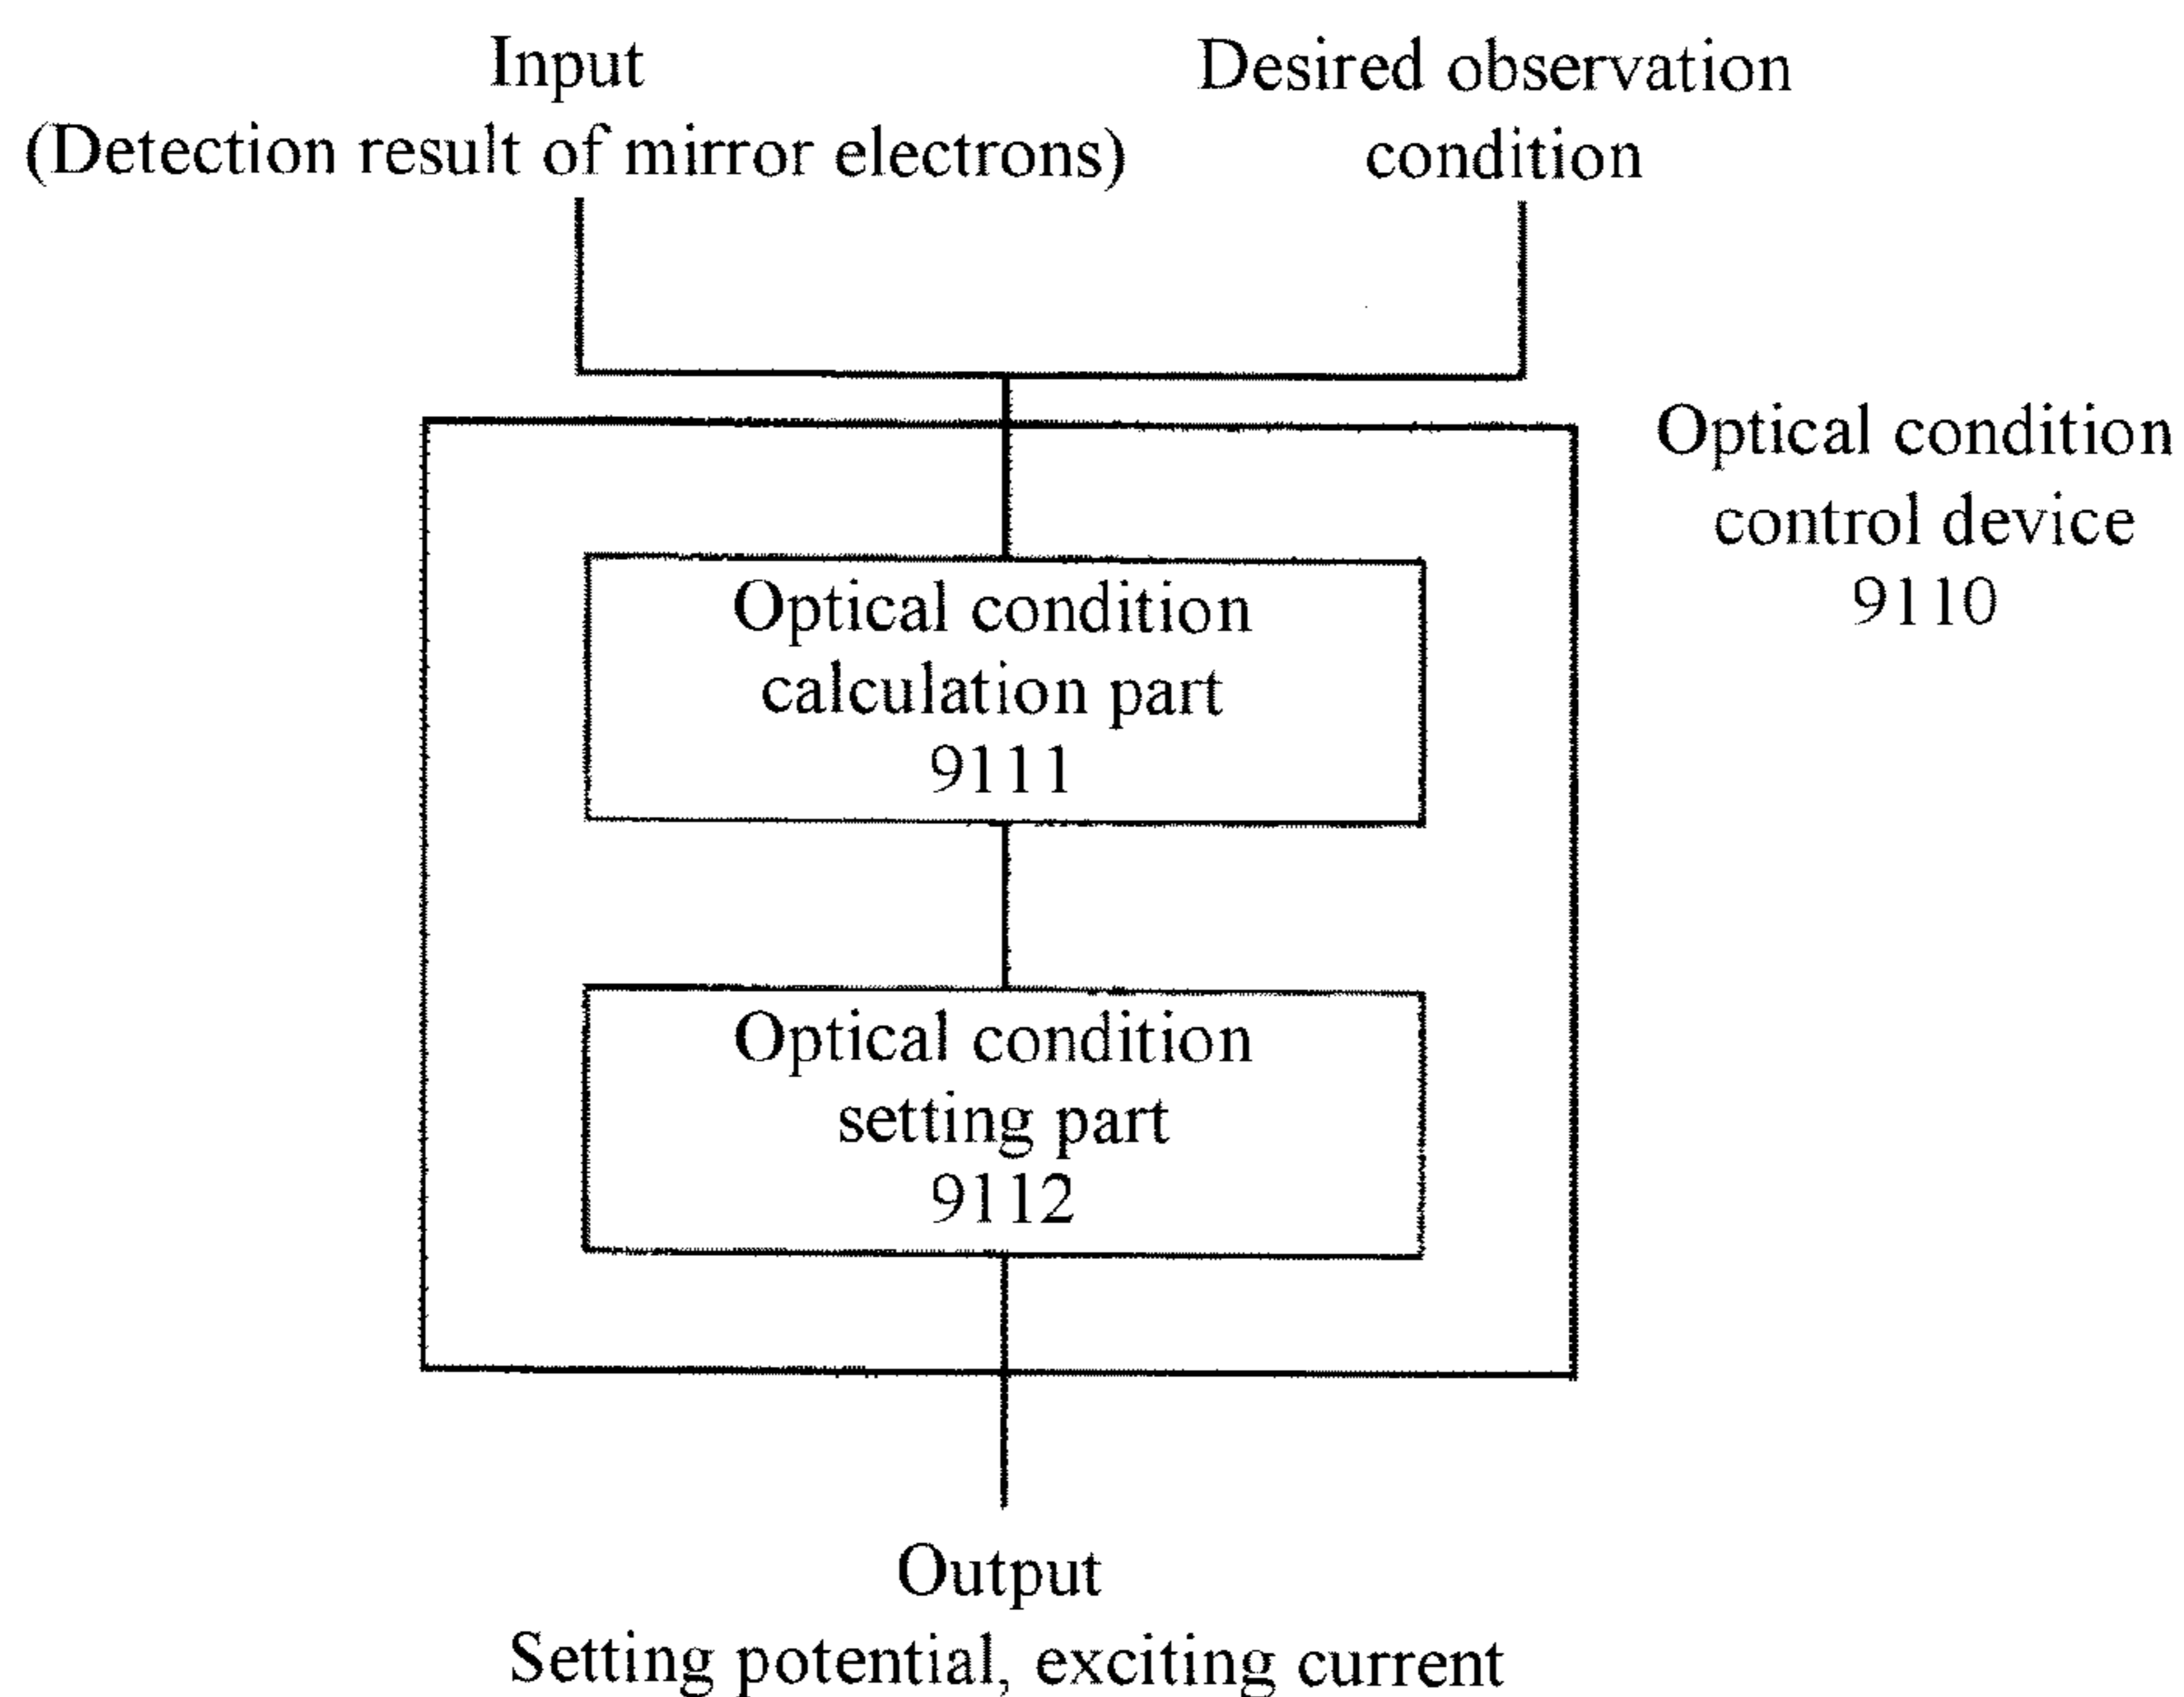 Input
(Detection result of mirror electrons)
Desired observation
condition
Optical condition
control device
9110
Optical condition
calculation part
9111
Optical condition
setting part
9112
Output
Setting potential, exciting current